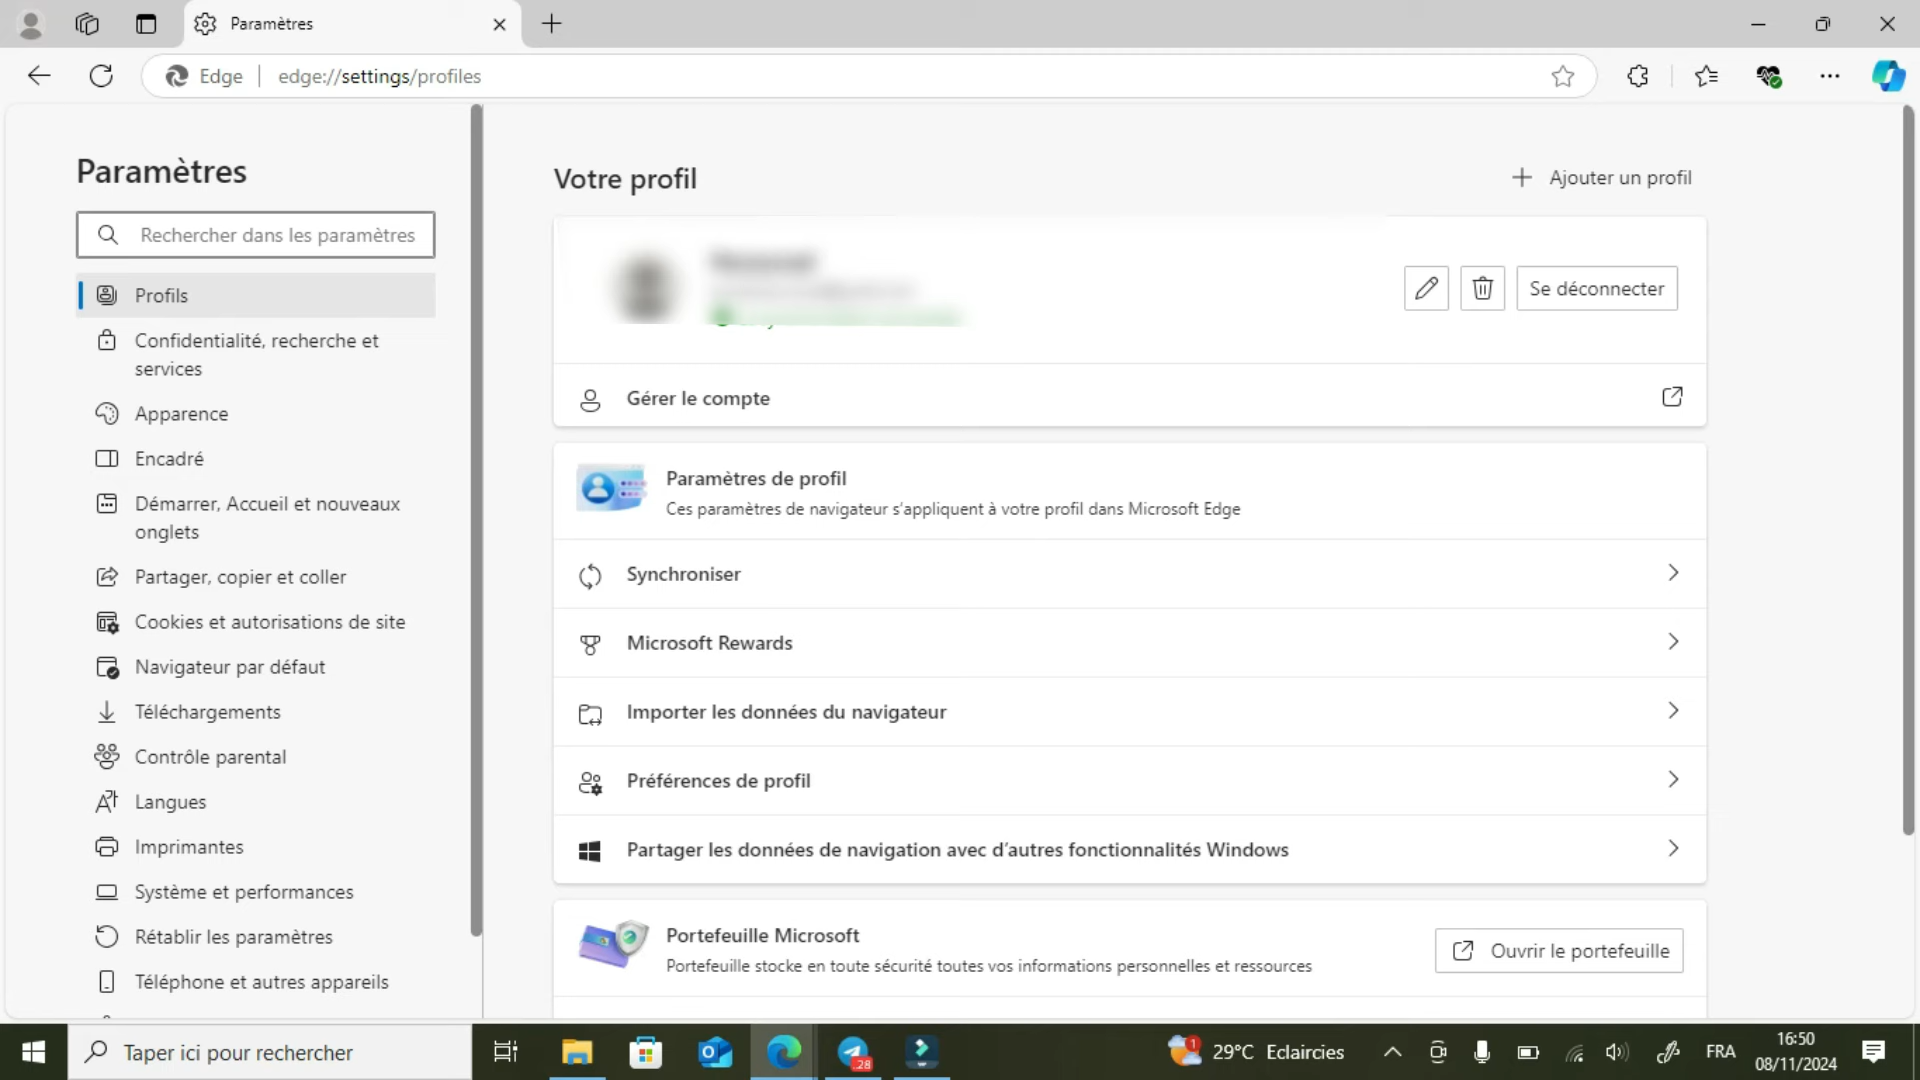 Paramètres
Edge
edge://settings/profiles
Paramètres
Rechercher dans les paramètres
Profils
Confidentialité, recherche et
services
Apparence
Encadré
Démarrer, Accueil et nouveaux
onglets
Partager, copier et coller
Cookies et autorisations de site
Navigateur par défaut
Téléchargements
Contrôle parental
Langues
Imprimantes
Système et performances
Rétablir les paramètres
Téléphone et autres appareils
Votre profil
Ajouter un profil
Se déconnecter
Gérer le compte
Paramètres de profil
Ces paramètres de navigateur s'appliquent à votre profil dans Microsoft Edge
Synchroniser
Microsoft Rewards
Importer les données du navigateur
Préférences de profil
Partager les données de navigation avec d'autres fonctionnalités Windows
Portefeuille Microsoft
Portefeuille stocke en toute sécurité toutes vos informations personnelles et ressources
Ouvrir le portefeuille
Taper ici pour rechercher
.28
1
29°C Eclaircies
FRA
16:50
08/11/2024